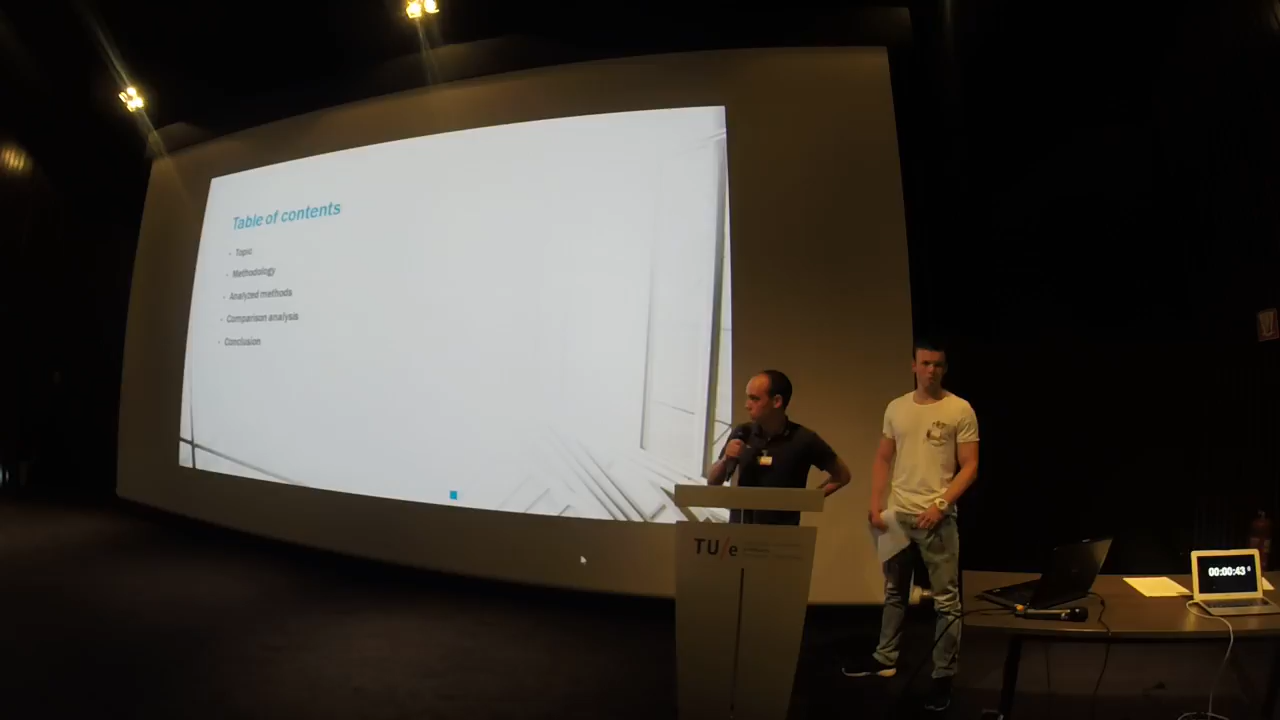 Table of contents
- Topic
- Methodology
- Analyzed methods
- Comparison analysis
- Conclusion
TU/e
00:00:43